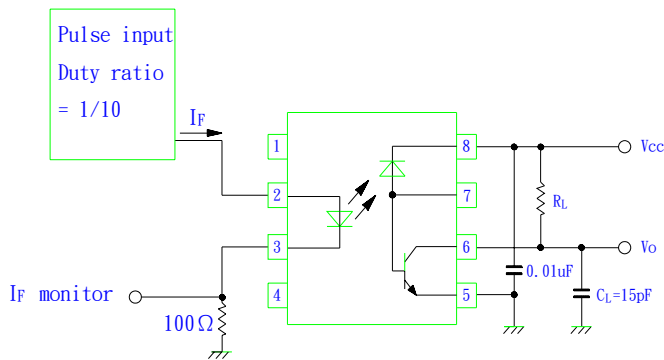 Pulse input
Duty ratio
= 1/10
IF
1
8
Vcc
2
7
RL
3
6
Vo
0.01uF
IF monitor
4
5
CL=15pF
100Ω